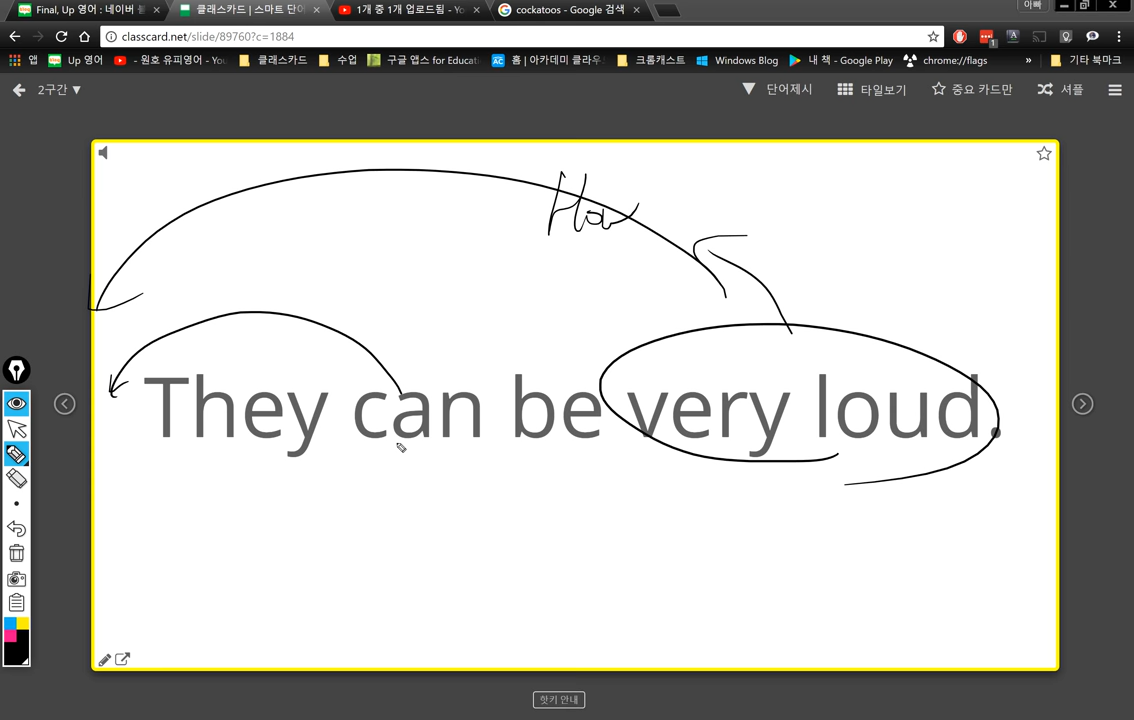 Final, Up 영어 : 네이버 블
클래스카드 | 스마트 단어
1개 중 1개 업로드됨 - Yo
cockatoos - Google 검색
아빠
classcard.net/slide/89760?c=1884
앱
Up 영어
- 원호 유피영어 - You
클래스카드
수업
구글 앱스 for Educati
홈 | 아카데미 클라우
크롬캐스트
Windows Blog
내 책 - Google Play
chrome://flags
»
기타 북마크
2구간 ▼
단어제시
타일보기
중요 카드만
셔플
How
They can be very loud.
핫키 안내